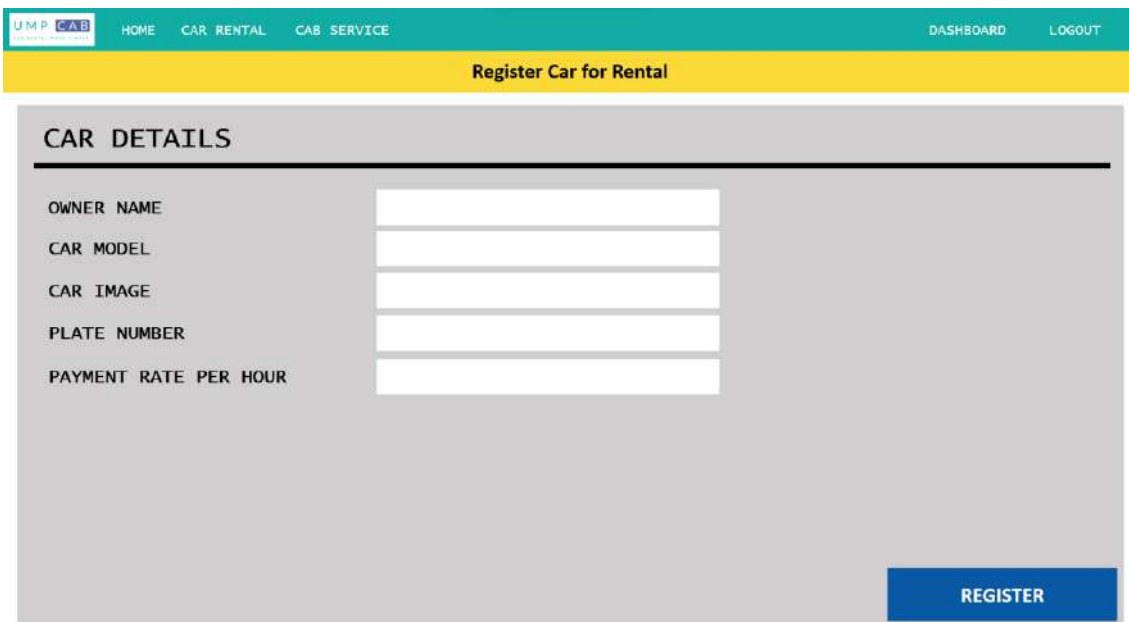 UMP CAB
HOME CAR RENTAL CAB SERVICE DASHBOARD LOGOUT
Register Car for Rental
CAR DETAILS
OWNER NAME
CAR MODEL
CAR IMAGE
PLATE NUMBER
PAYMENT RATE PER HOUR
REGISTER